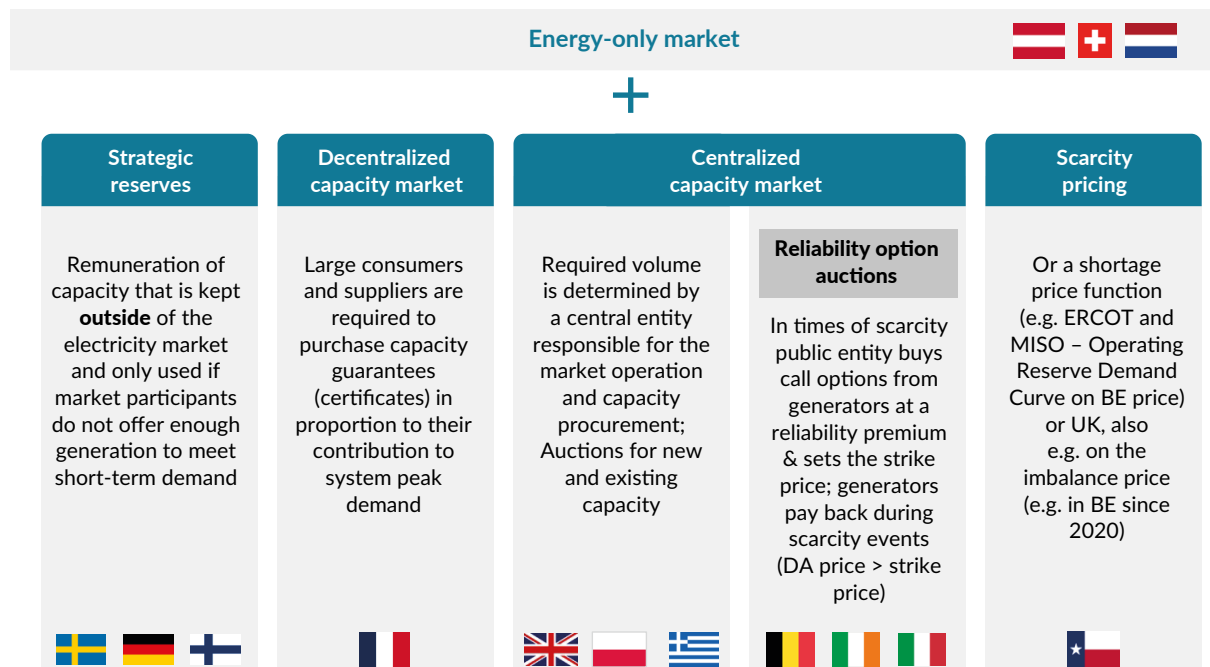 Energy-only market
+
Strategic
reserves
Remuneration of
capacity that is kept
outside of the
electricity market
and only used if
market participants
do not offer enough
generation to meet
short-term demand
Decentralized
capacity market
Large consumers
and suppliers are
required to
purchase capacity
guarantees
(certificates) in
proportion to their
contribution to
system peak
demand
Centralized
capacity market
Required volume
is determined by
a central entity
responsible for the
market operation
and capacity
procurement;
Auctions for new
and existing
capacity
Reliability option
auctions
In times of scarcity
public entity buys
call options from
generators at a
reliability premium
& sets the strike
price; generators
pay back during
scarcity events
(DA price > strike
price)
Scarcity
pricing
Or a shortage
price function
(e.g. ERCOT and
MISO – Operating
Reserve Demand
Curve on BE price)
or UK, also
e.g. on the
imbalance price
(e.g. in BE since
2020)